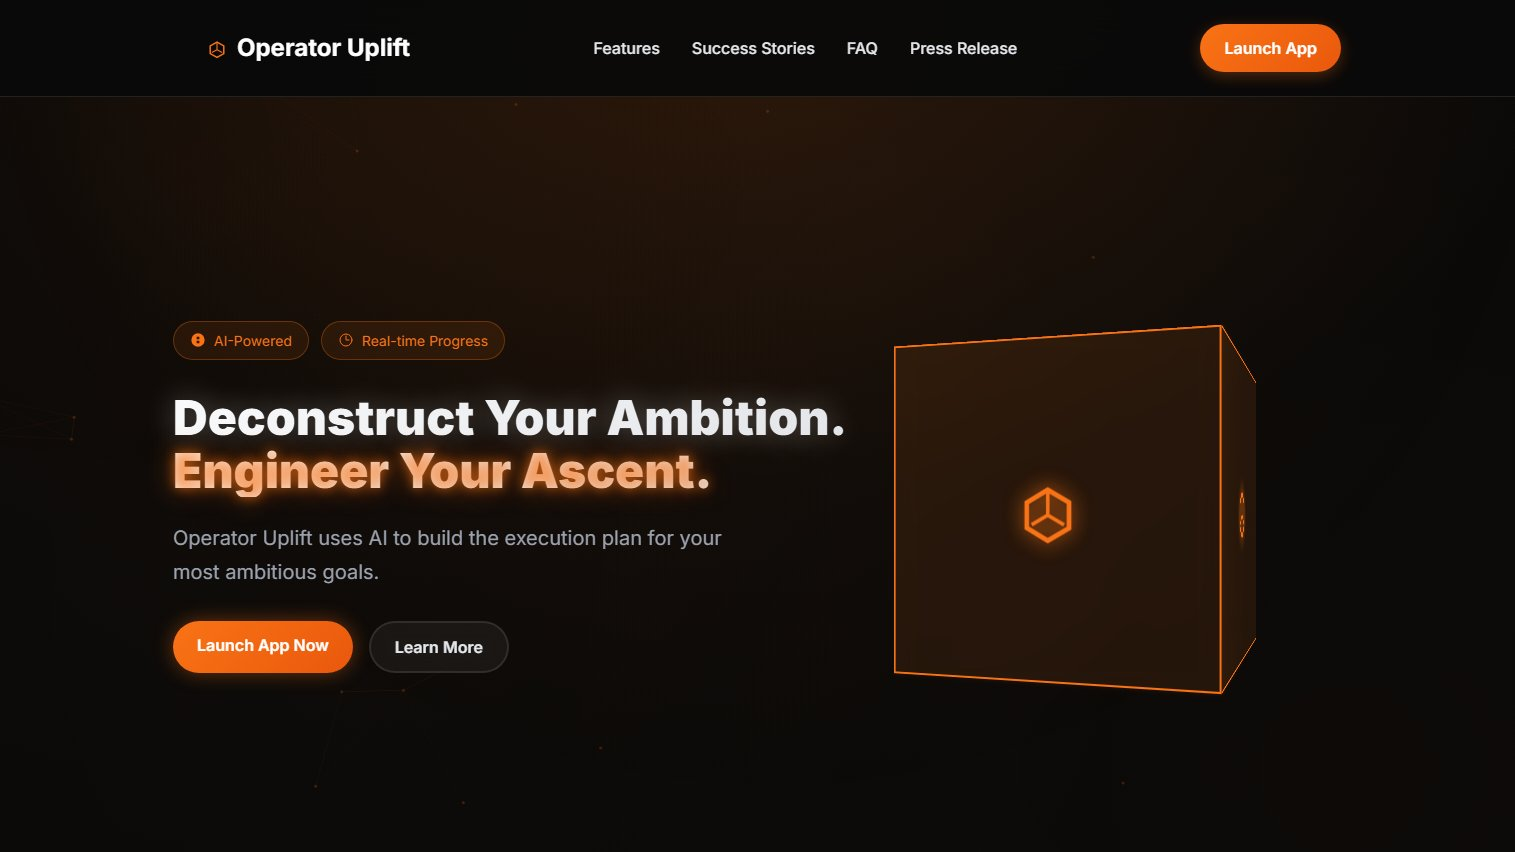 Operator Uplift
Features
Success Stories
FAQ
Press Release
Launch App
AI-Powered
Real-time Progress
Deconstruct Your Ambition.
Engineer Your Ascent.
Operator Uplift uses AI to build the execution plan for your
most ambitious goals.
Launch App Now
Learn More